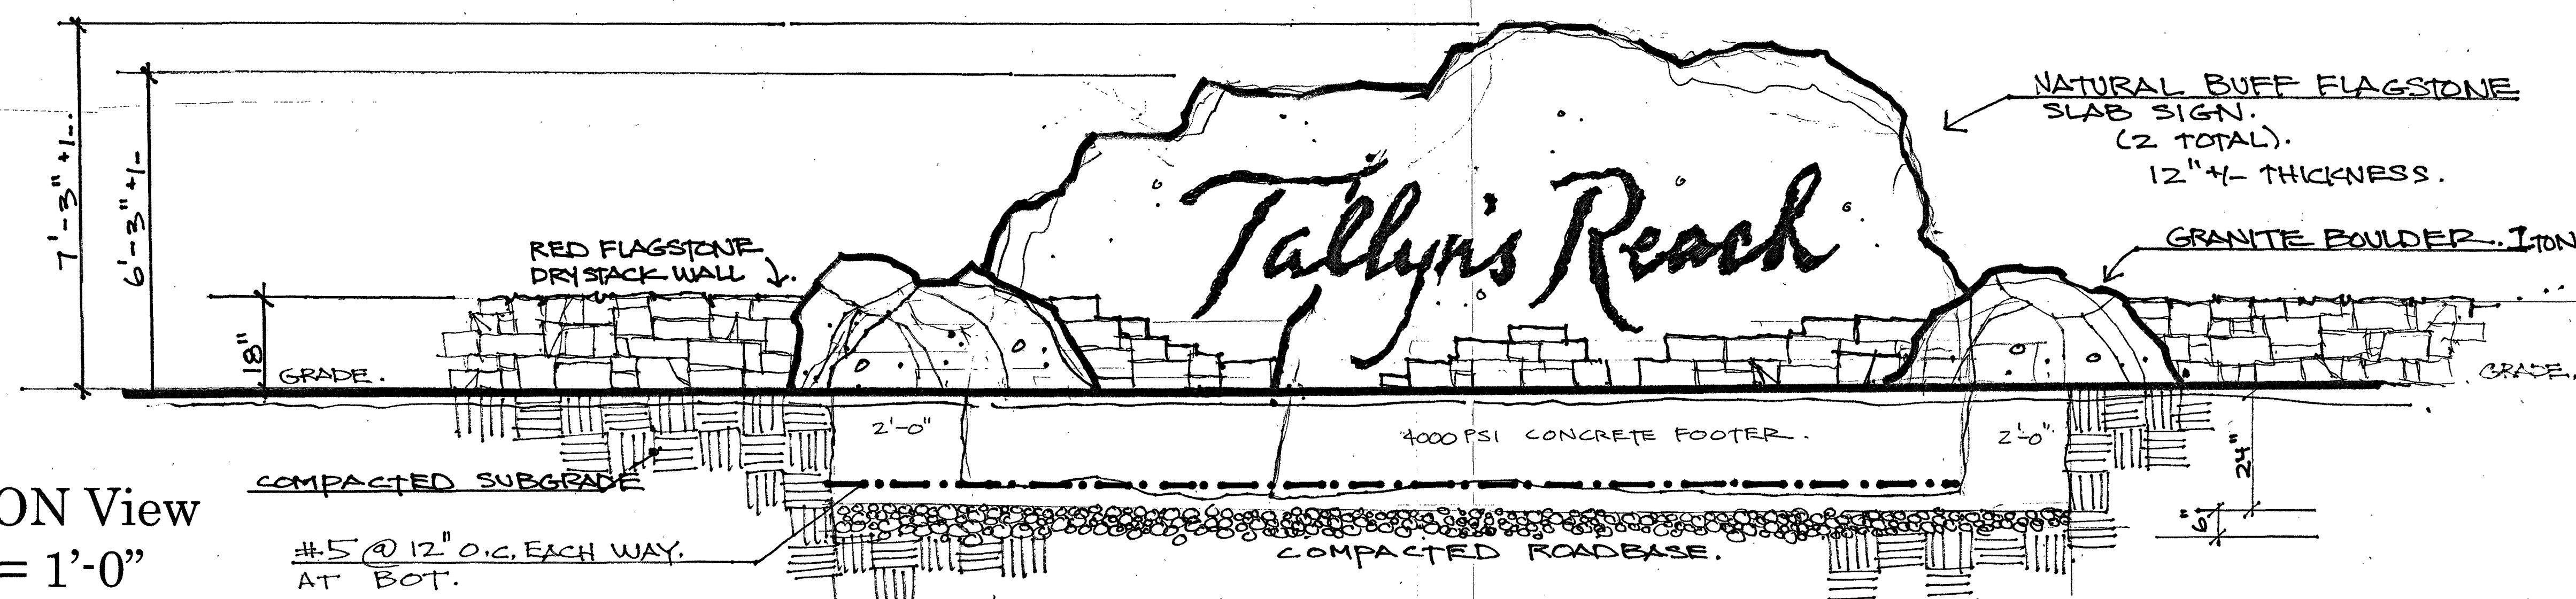 7'-3" +/-.
6'-3" +/-
18"
GRADE.
RED FLAGSTONE
DRYSTACK WALL
Tallyn's Reach
NATURAL BUFF FLAGSTONE
SLAB SIGN.
(2 TOTAL).
12" +/- THICKNESS.
GRANITE BOULDER. 1 TON
GRADE.
2'-0"
4000 PSI CONCRETE FOOTER.
2'-0"
24"
6"
COMPACTED SUBGRADE
#5 @ 12" O.C. EACH WAY.
AT BOT.
COMPACTED ROADBASE.
ON View
= 1'-0"